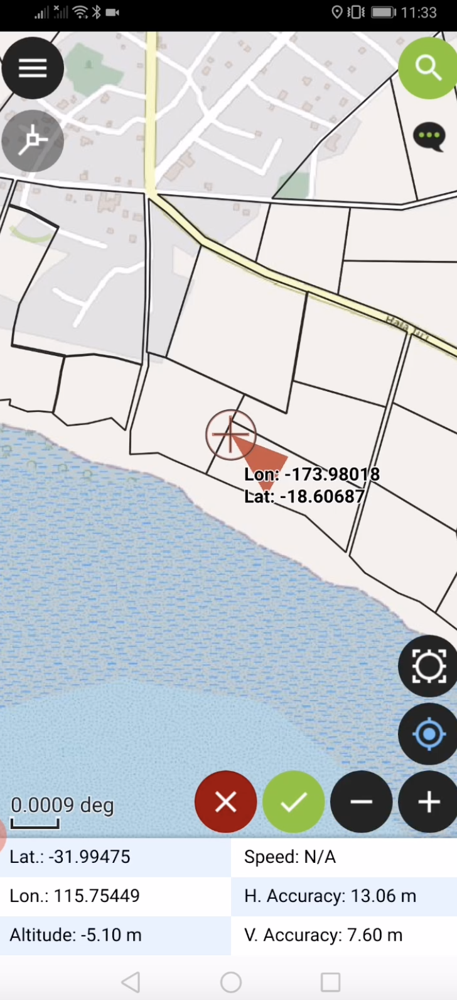 11:33
Hala Tu'i
Lon: -173.98018
Lat: -18.60687
0.0009 deg
Lat.: -31.99475
Speed: N/A
Lon.: 115.75449
H. Accuracy: 13.06 m
Altitude: -5.10 m
V. Accuracy: 7.60 m